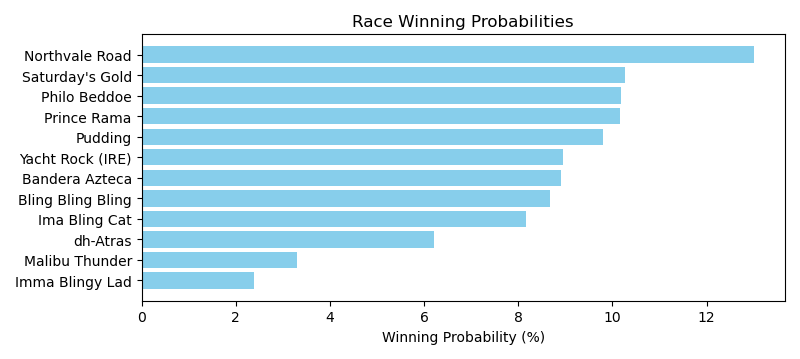 Race Winning Probabilities
Northvale Road
Saturday's Gold
Philo Beddoe
Prince Rama
Pudding
Yacht Rock (IRE)
Bandera Azteca
Bling Bling Bling
Ima Bling Cat
dh-Atras
Malibu Thunder
Imma Blingy Lad
0 2 4 6 8 10 12
Winning Probability (%)